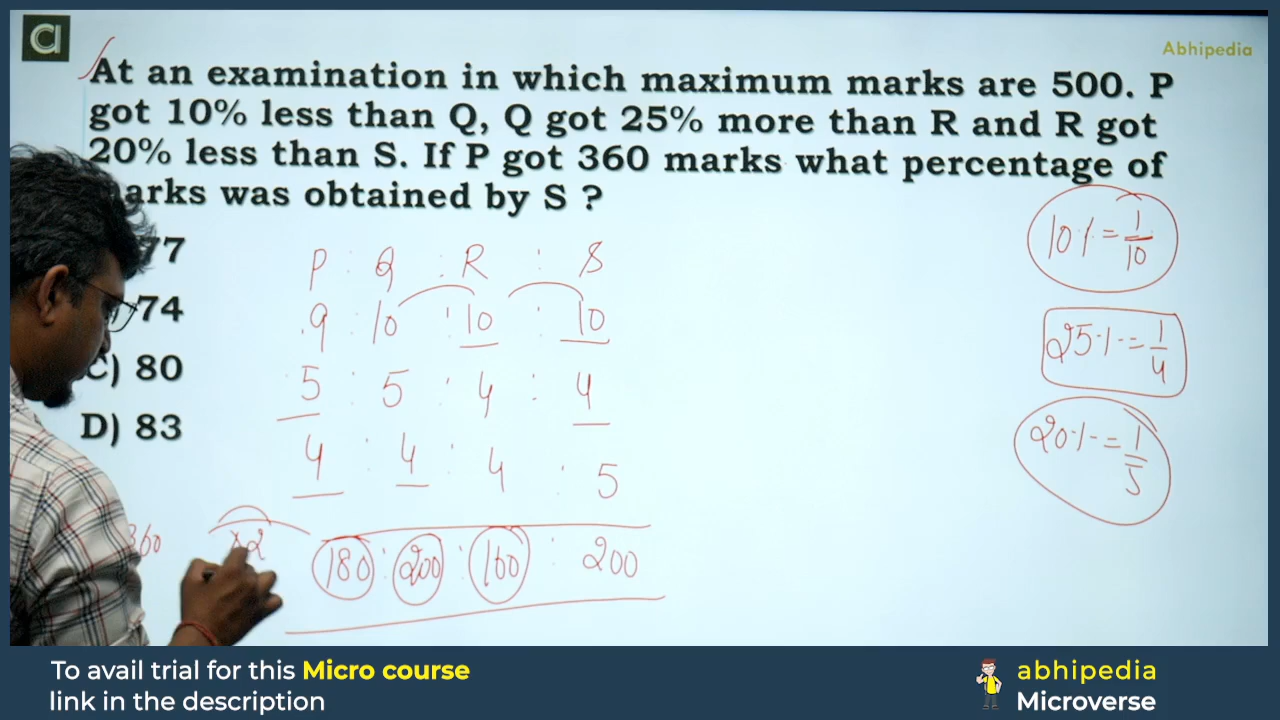 Abhipedia
At an examination in which maximum marks are 500. P
got 10% less than Q, Q got 25% more than R and R got
20% less than S. If P got 360 marks what percentage of
arks was obtained by S ?
77
74
C) 80
D) 83
P : Q : R : S
9 : 10 : 10 : 10
5 : 5 : 4 : 4
4 : 4 : 4 : 5
180 : 200 : 160 : 200
360
x2
10% = 1/10
25% = 1/4
20% = 1/5
To avail trial for this Micro course
link in the description
abhipedia
Microverse